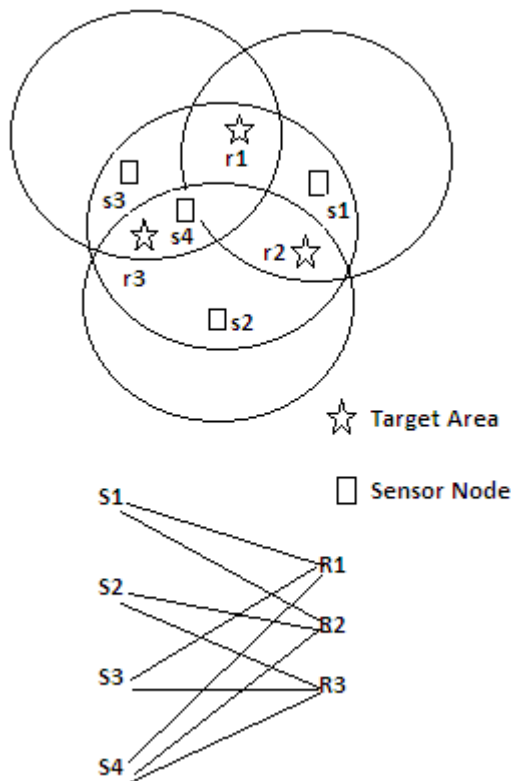 r1
s3
s1
s4
r2
r3
s2
Target Area
Sensor Node
S1
R1
S2
R2
S3
R3
S4